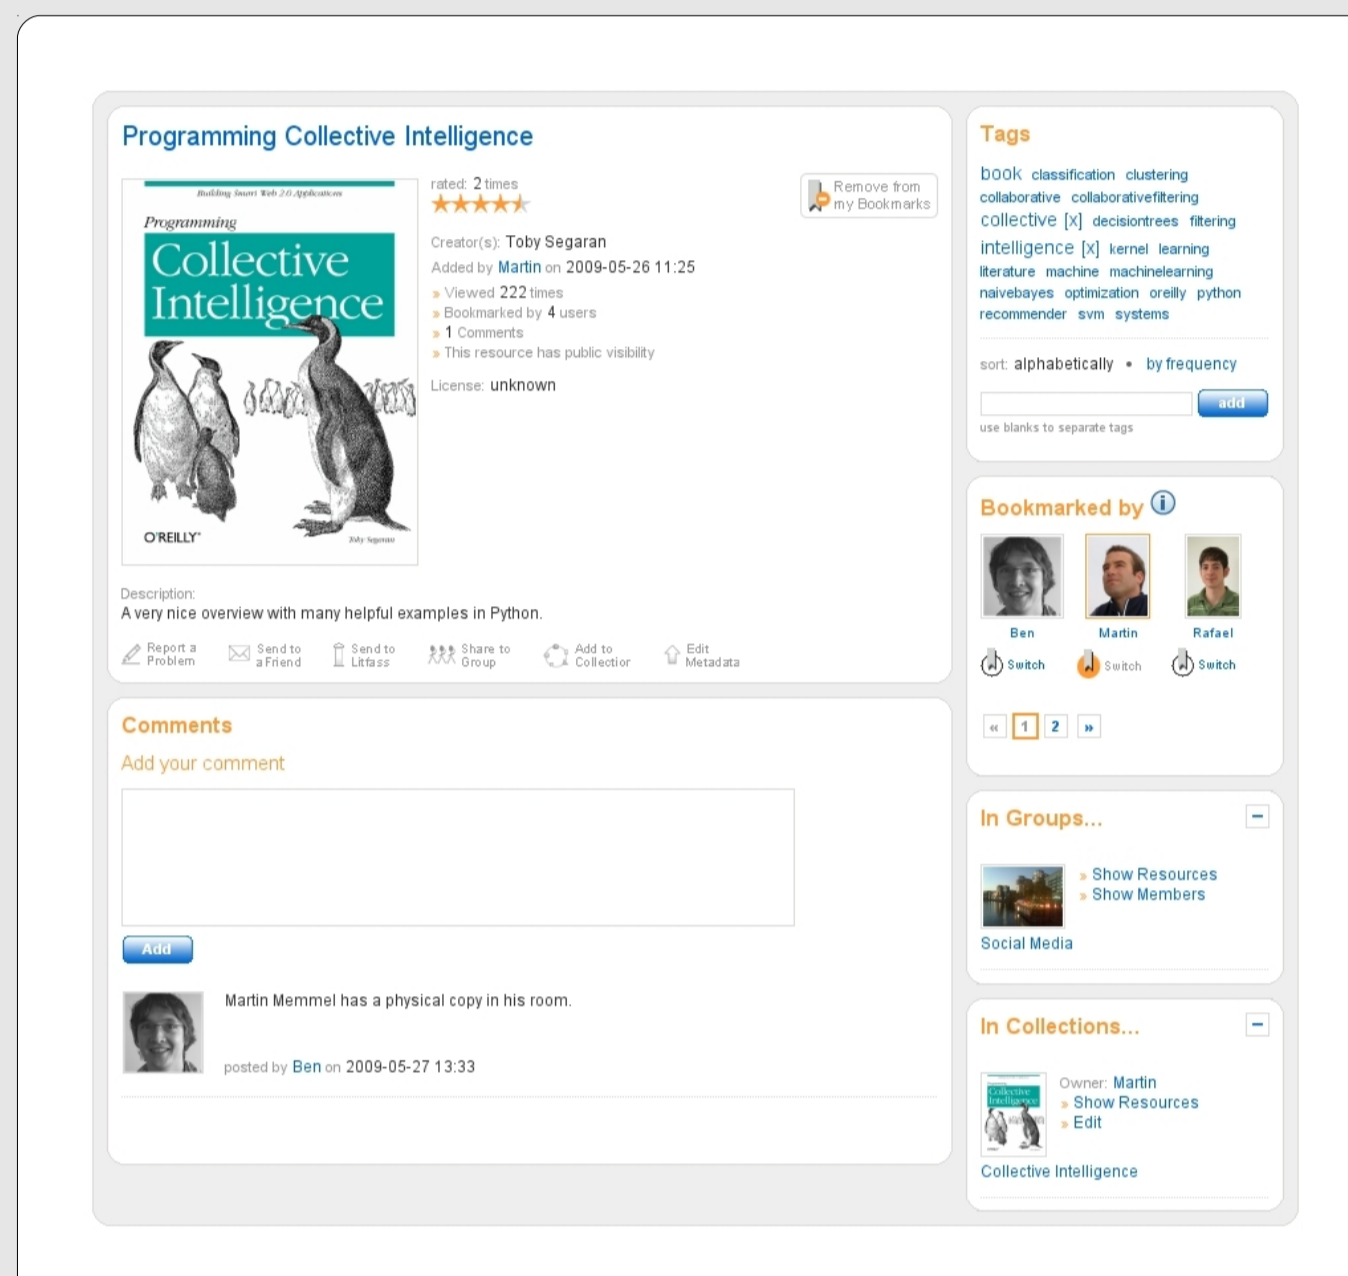 Programming Collective Intelligence
Building Smart Web 2.0 Applications
Programming
Collective
Intelligence
O'REILLY
Toby Segaran
rated: 2 times
Remove from
my Bookmarks
Creator(s): Toby Segaran
Added by Martin on 2009-05-26 11:25
» Viewed 222 times
» Bookmarked by 4 users
» 1 Comments
» This resource has public visibility
License: unknown
Description:
A very nice overview with many helpful examples in Python.
Report a
Problem
Send to
a Friend
Send to
Litfass
Share to
Group
Add to
Collectior
Edit
Metadata
Comments
Add your comment
Add
Martin Memmel has a physical copy in his room.
posted by Ben on 2009-05-27 13:33
Tags
book classification clustering
collaborative collaborativefiltering
collective [x] decisiontrees filtering
intelligence [x] kernel learning
literature machine machinelearning
naivebayes optimization oreilly python
recommender svm systems
sort: alphabetically • by frequency
add
use blanks to separate tags
Bookmarked by i
Ben Martin Rafael
Switch Switch Switch
« 1 2 »
In Groups...
» Show Resources
» Show Members
Social Media
In Collections...
Collective
Intelligence
Owner: Martin
» Show Resources
» Edit
Collective Intelligence